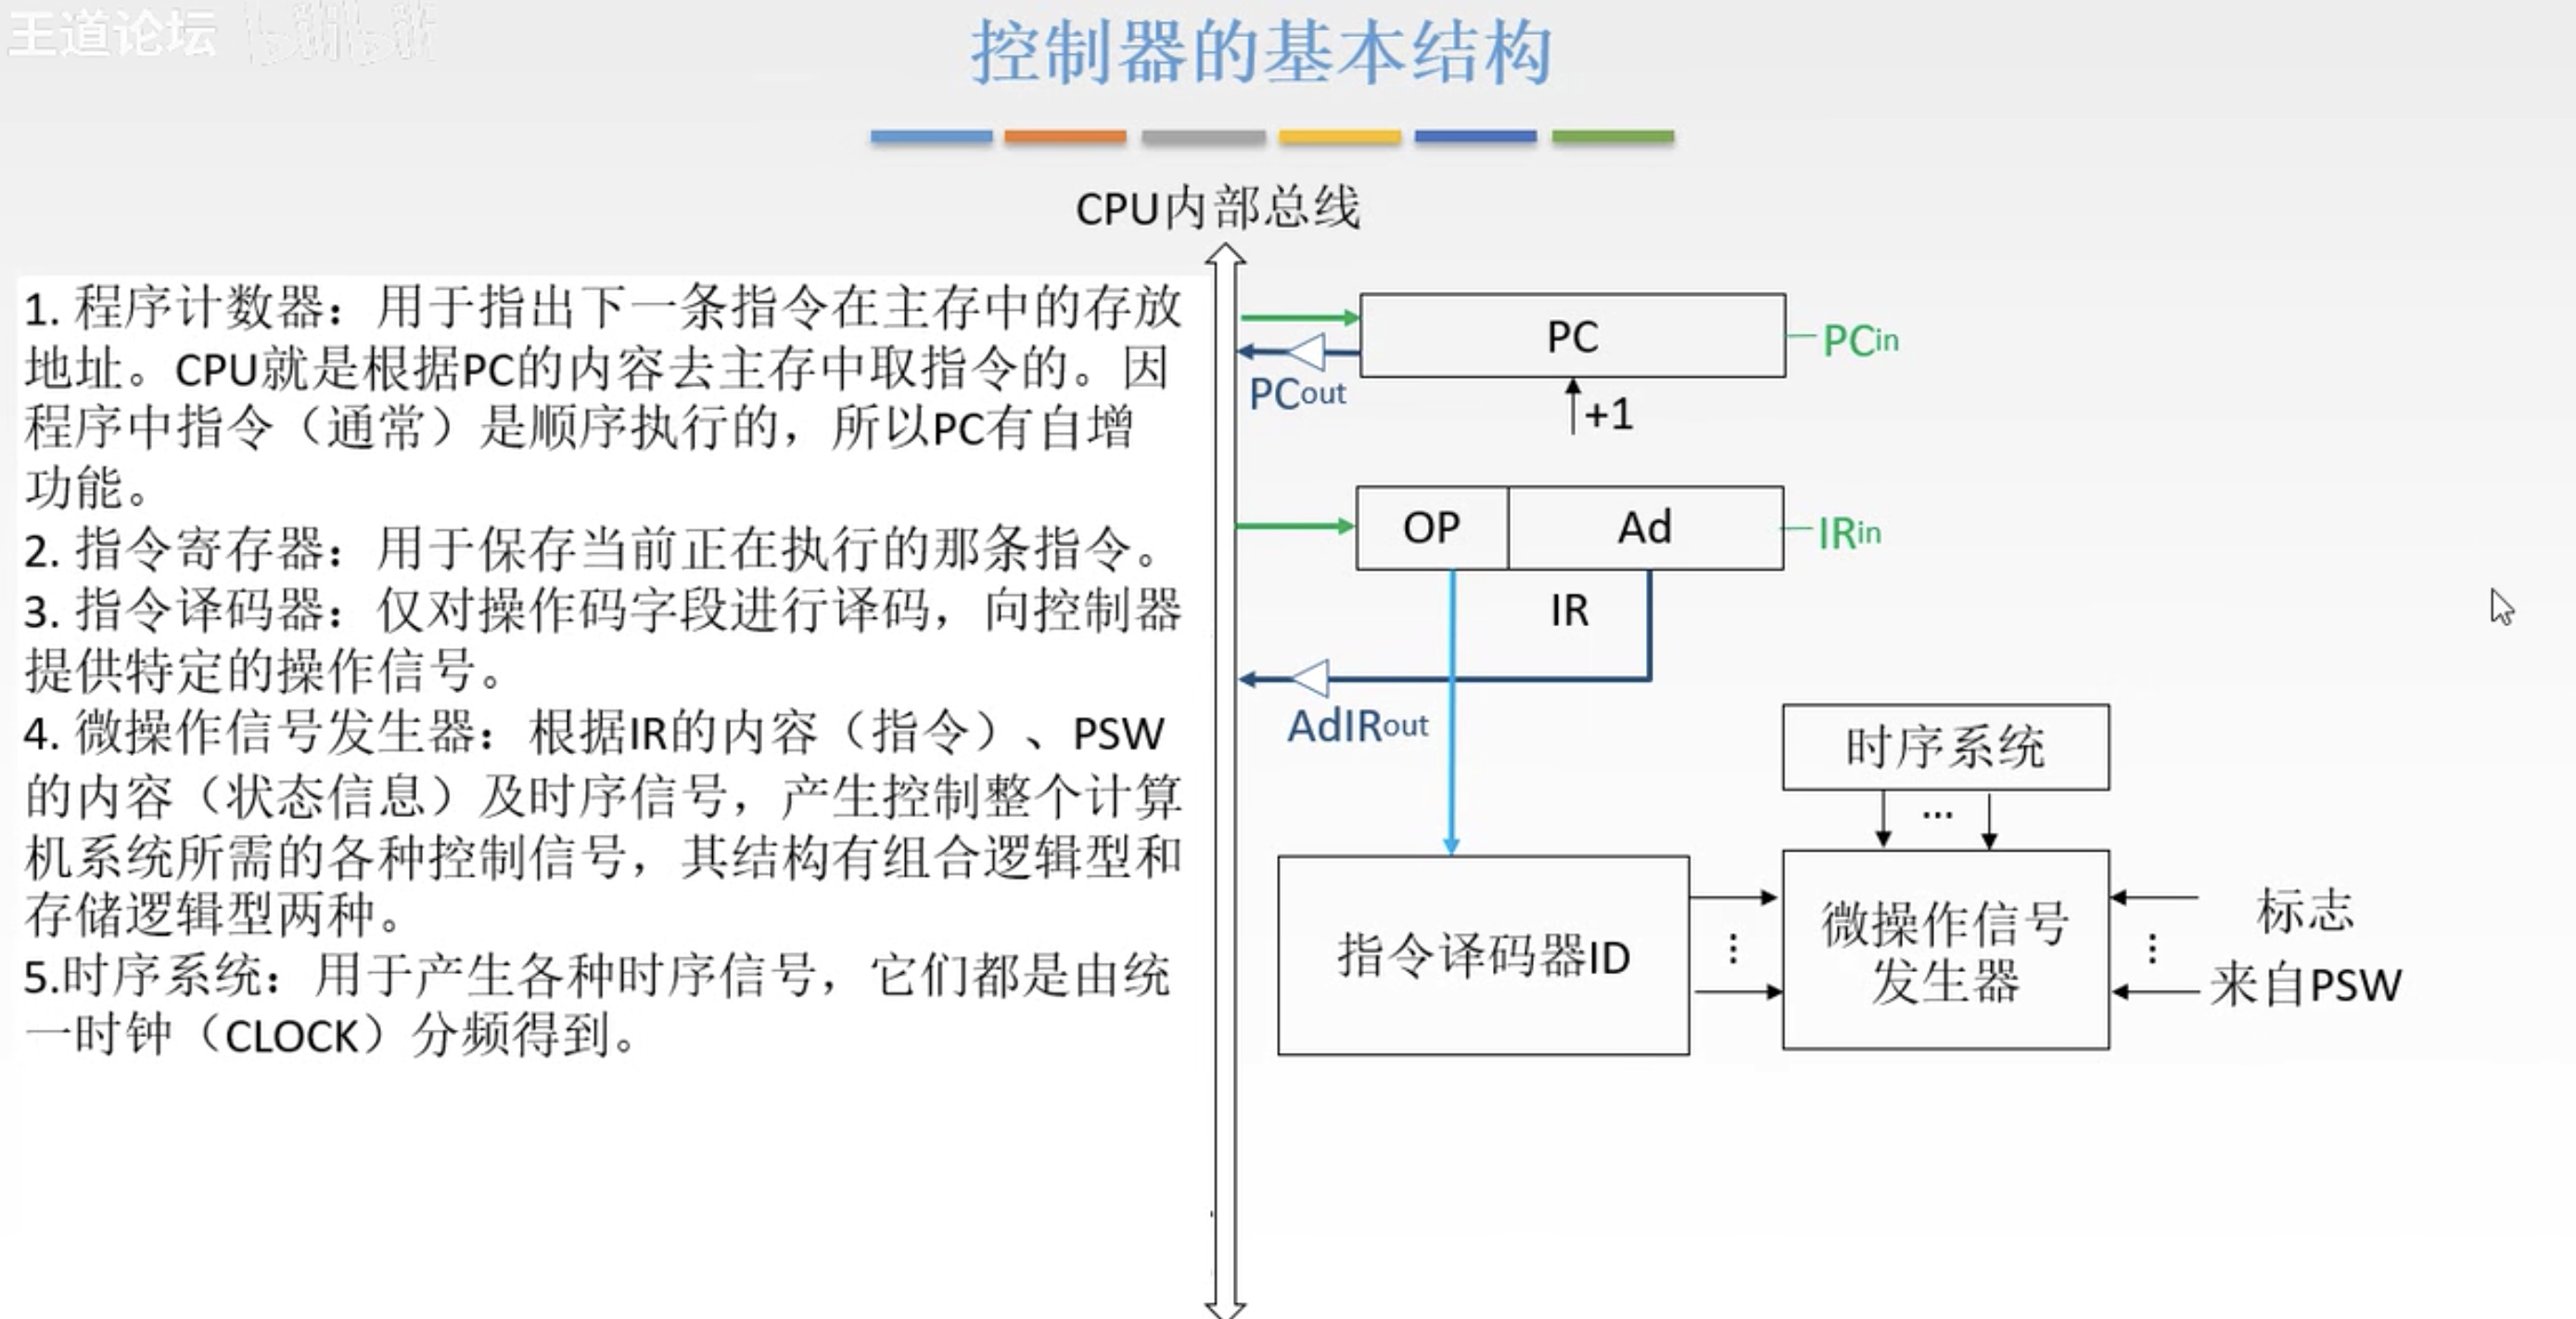 王道论坛 bilibili
控制器的基本结构
CPU内部总线
1. 程序计数器：用于指出下一条指令在主存中的存放
地址。CPU就是根据PC的内容去主存中取指令的。因
程序中指令（通常）是顺序执行的，所以PC有自增
功能。
2. 指令寄存器：用于保存当前正在执行的那条指令。
3. 指令译码器：仅对操作码字段进行译码，向控制器
提供特定的操作信号。
4. 微操作信号发生器：根据IR的内容（指令）、PSW
的内容（状态信息）及时序信号，产生控制整个计算
机系统所需的各种控制信号，其结构有组合逻辑型和
存储逻辑型两种。
5.时序系统：用于产生各种时序信号，它们都是由统
一时钟（CLOCK）分频得到。
PC
PCin
PCout
+1
OP
Ad
IRin
IR
AdIRout
时序系统
...
指令译码器ID
...
微操作信号
发生器
...
标志
来自PSW